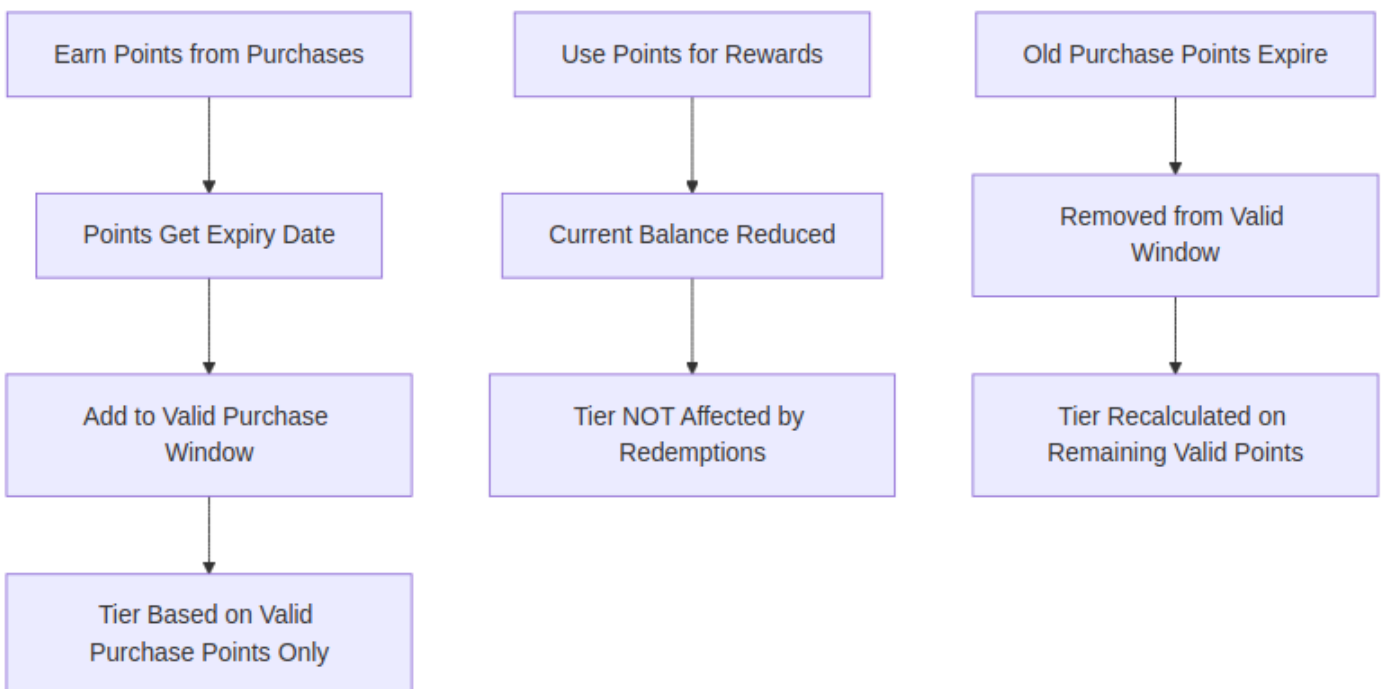 Earn Points from Purchases
Points Get Expiry Date
Add to Valid Purchase
Window
Tier Based on Valid
Purchase Points Only
Use Points for Rewards
Current Balance Reduced
Tier NOT Affected by
Redemptions
Old Purchase Points Expire
Removed from Valid
Window
Tier Recalculated on
Remaining Valid Points